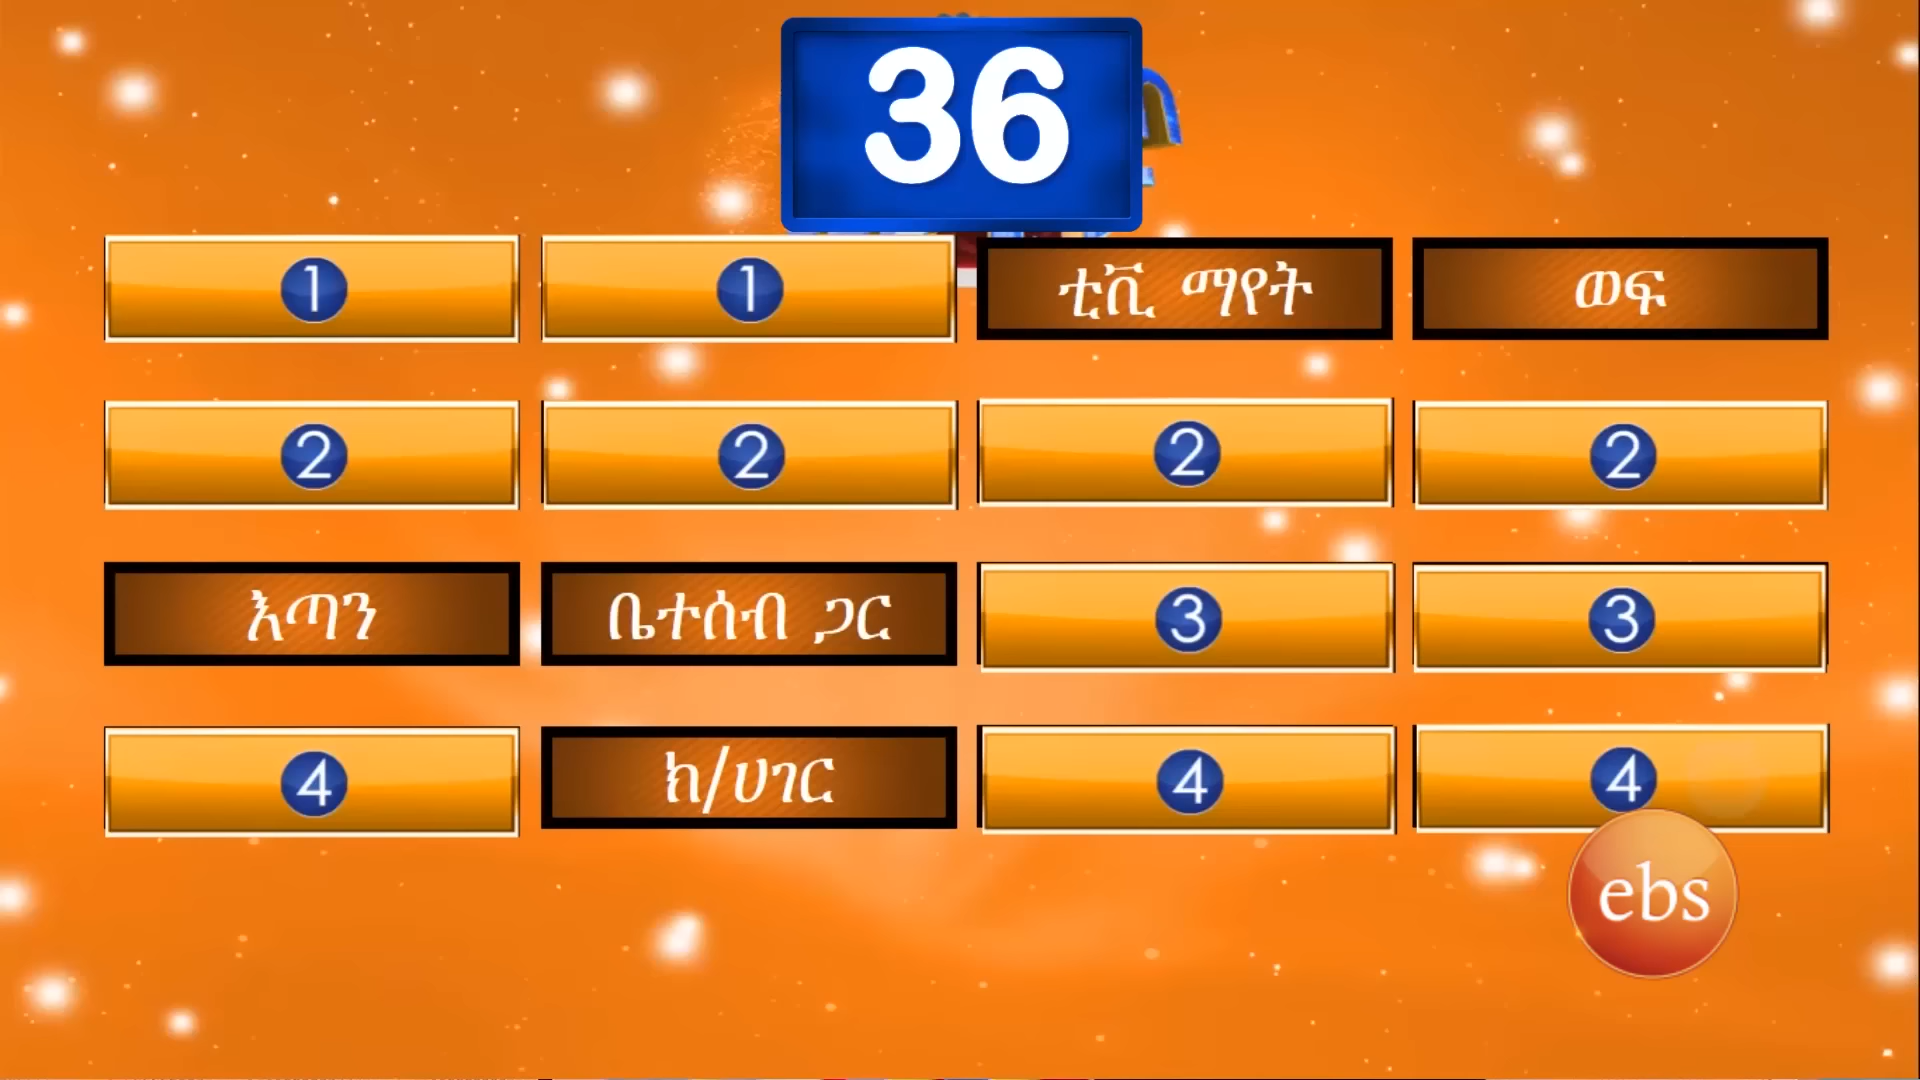 36
1 1 ቲቪ ማየት ወፍ
2 2 2 2
እጣን ቤተሰብ ጋር 3 3
4 ክ/ሀገር 4 4
ebs